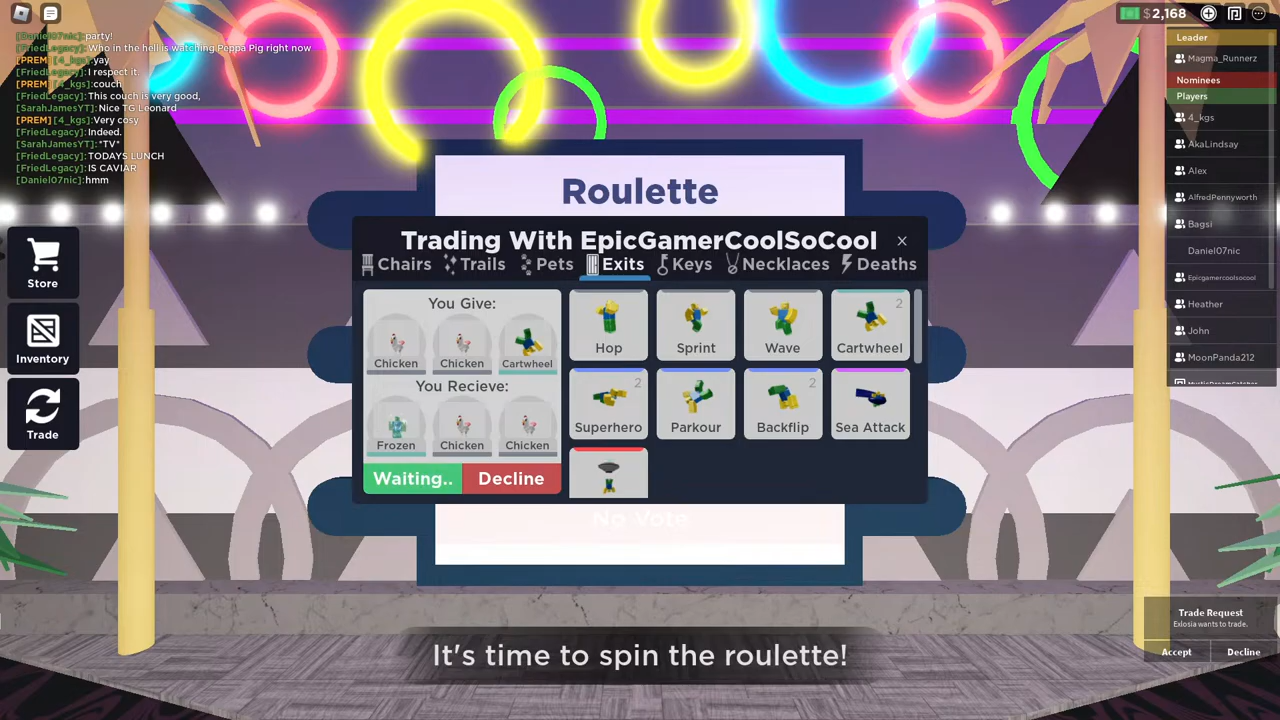 [Daniel07nic]: party!
[FriedLegacy]:Who in the hell is watching Peppa Pig right now
[PREM] [4_kgs]:yay
[FriedLegacy]:I respect it.
[PREM] [4_kgs]:couch
[FriedLegacy]:This couch is very good,
[SarahJamesYT]: Nice TG Leonard
[PREM] [4_kgs]:Very cosy
[FriedLegacy]: Indeed.
[SarahJamesYT]: *TV*
[FriedLegacy]: TODAYS LUNCH
[FriedLegacy]: IS CAVIAR
[Daniel07nic]: hmm
$ 2,168
Leader
Magma_Runnerz
Nominees
Players
4_kgs
AkaLindsay
Alex
AlfredPennyworth
Bagsi
Daniel07nic
Epicgamercoolsocool
Heather
John
MoonPanda212
MysticDreamCatcher
Store
Inventory
Trade
Roulette
Trading With EpicGamerCoolSoCool
Chairs Trails Pets Exits Keys Necklaces Deaths
You Give:
Chicken Chicken Cartwheel
You Recieve:
Frozen Chicken Chicken
Waiting.. Decline
Hop Sprint Wave Cartwheel 2
Superhero 2 Parkour Backflip 2 Sea Attack
No Vote
It's time to spin the roulette!
Trade Request
Exlosia wants to trade.
Accept Decline